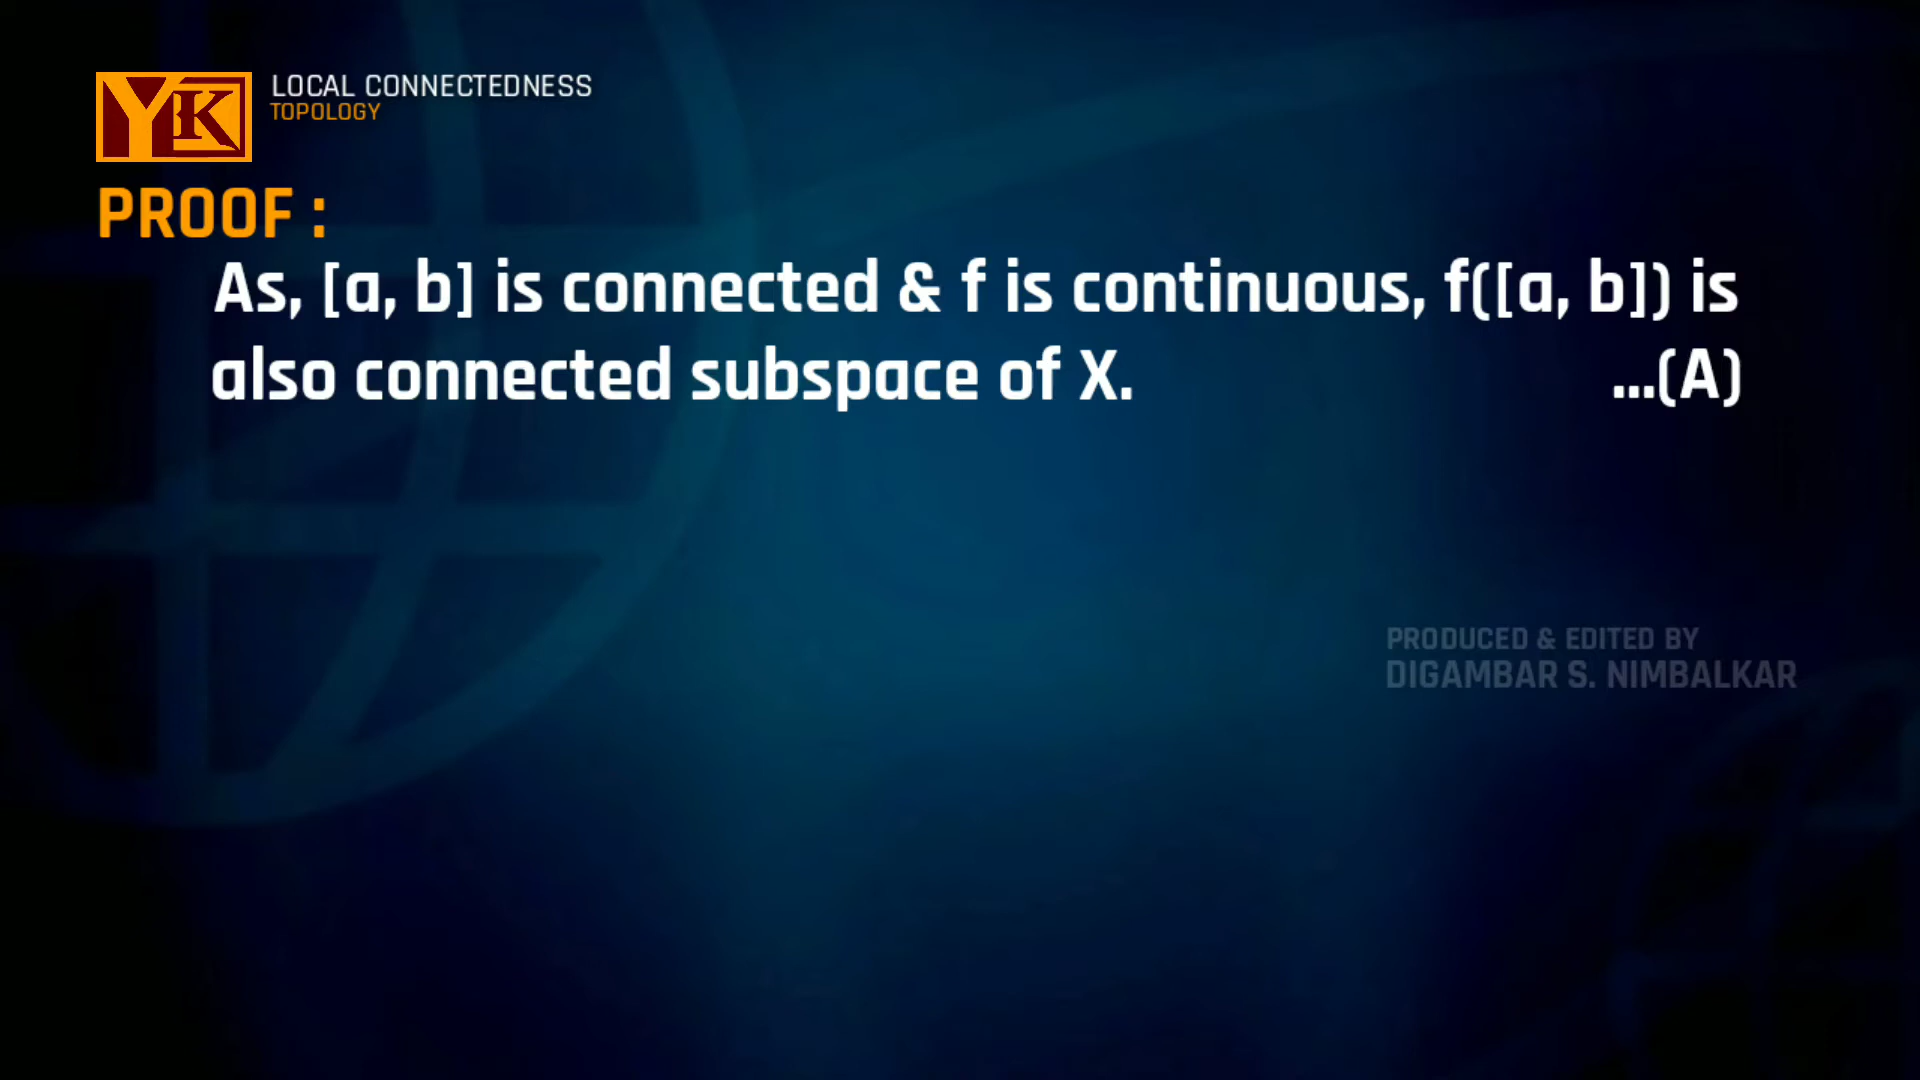 YBK
LOCAL CONNECTEDNESS
TOPOLOGY
PROOF :
As, [a, b] is connected & f is continuous, f([a, b]) is
also connected subspace of X. ...(A)
PRODUCED & EDITED BY
DIGAMBAR S. NIMBALKAR